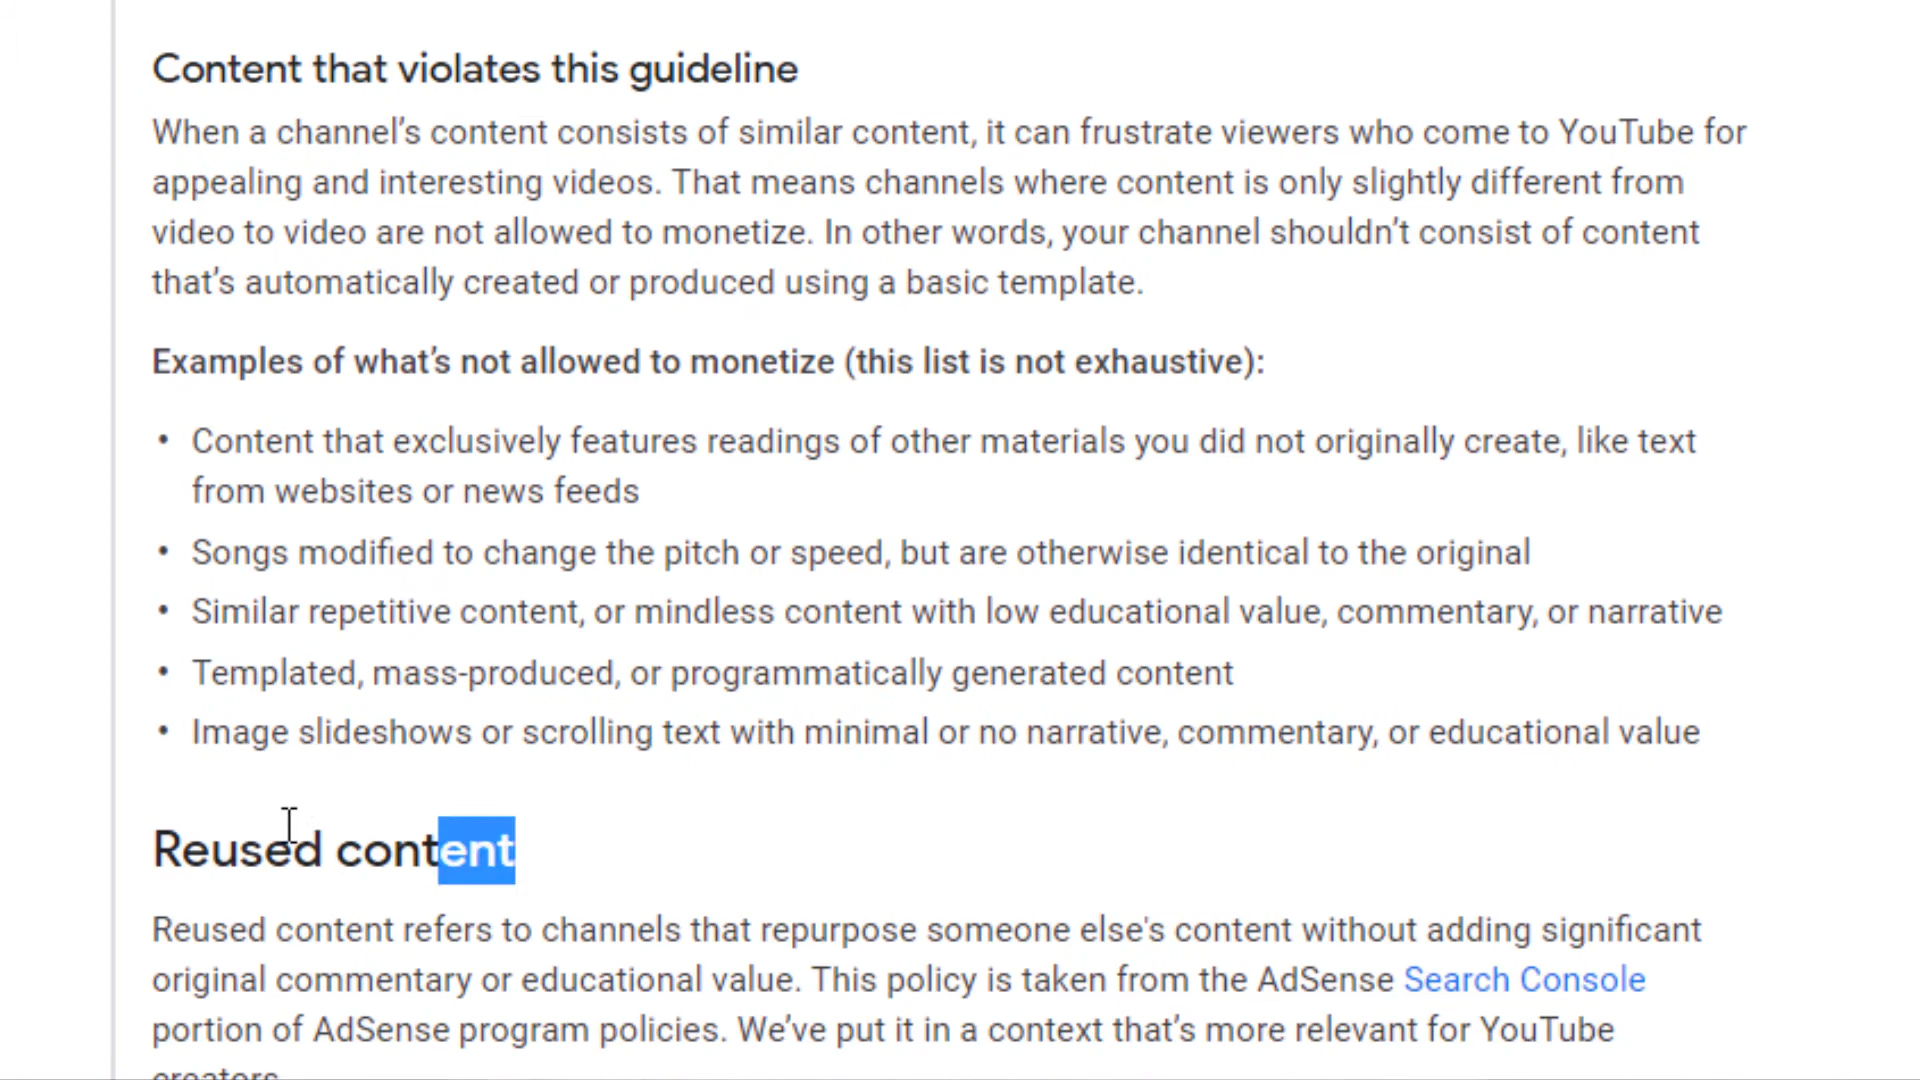 Content that violates this guideline
When a channel’s content consists of similar content, it can frustrate viewers who come to YouTube for
appealing and interesting videos. That means channels where content is only slightly different from
video to video are not allowed to monetize. In other words, your channel shouldn’t consist of content
that’s automatically created or produced using a basic template.
Examples of what’s not allowed to monetize (this list is not exhaustive):
• Content that exclusively features readings of other materials you did not originally create, like text
from websites or news feeds
• Songs modified to change the pitch or speed, but are otherwise identical to the original
• Similar repetitive content, or mindless content with low educational value, commentary, or narrative
• Templated, mass-produced, or programmatically generated content
• Image slideshows or scrolling text with minimal or no narrative, commentary, or educational value
Reused content
Reused content refers to channels that repurpose someone else's content without adding significant
original commentary or educational value. This policy is taken from the AdSense Search Console
portion of AdSense program policies. We’ve put it in a context that’s more relevant for YouTube
creators.